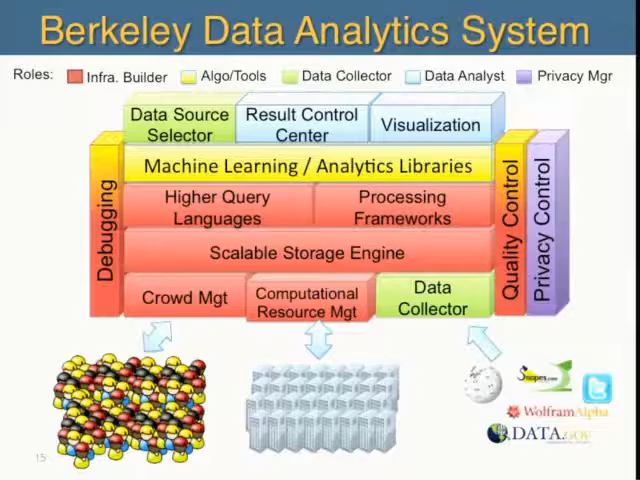 Berkeley Data Analytics System
Roles: Infra. Builder Algo/Tools Data Collector Data Analyst Privacy Mgr
Data Source
Selector
Result Control
Center
Visualization
Machine Learning / Analytics Libraries
Higher Query
Languages
Processing
Frameworks
Scalable Storage Engine
Crowd Mgt
Computational
Resource Mgt
Data
Collector
Debugging
Quality Control
Privacy Control
Snopes.com
WolframAlpha
DATA.GOV
15